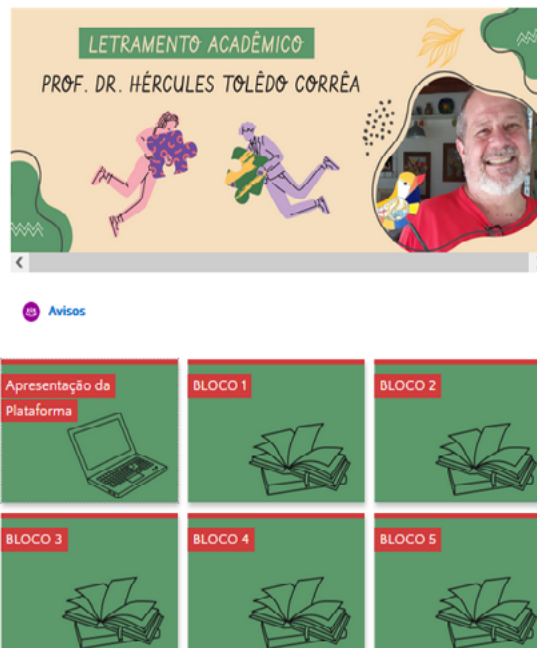 LETRAMENTO ACADÊMICO
PROF. DR. HÉRCULES TOLÊDO CORRÊA
Avisos
Apresentação da
Plataforma
BLOCO 1
BLOCO 2
BLOCO 3
BLOCO 4
BLOCO 5